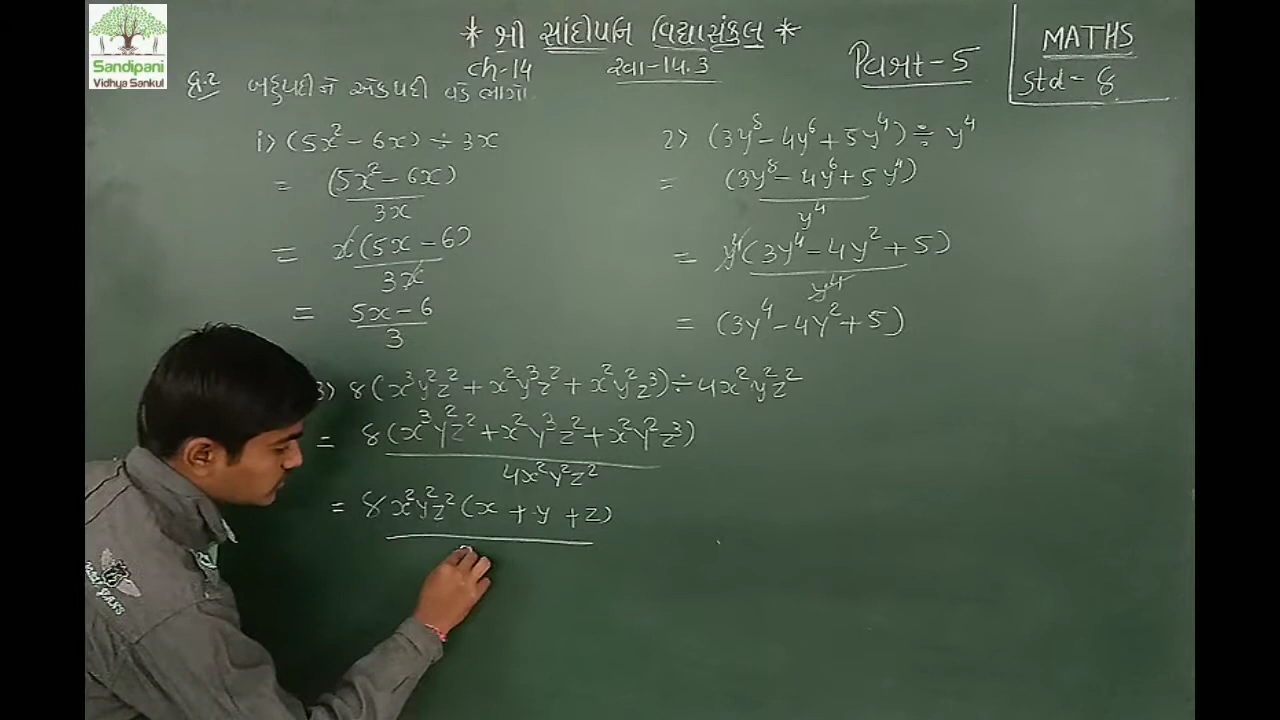 Sandipani
Vidhya Sankul
* શ્રી સાંદીપનિ વિદ્યાસંકુલ *
ch-14 સ્વા-14.3 વિભાગ-5
MATHS
Std - 8
પ્ર.2 બહુપદીને એકપદી વડે ભાગો.
i) (5x² - 6x) ÷ 3x
= (5x² - 6x) / 3x
= x(5x - 6) / 3x
= 5x - 6 / 3
2) (3y⁸ - 4y⁶ + 5y⁴) ÷ y⁴
= (3y⁸ - 4y⁶ + 5y⁴) / y⁴
= y⁴(3y⁴ - 4y² + 5) / y⁴
= (3y⁴ - 4y² + 5)
3) 8(x³y²z² + x²y³z² + x²y²z³) ÷ 4x²y²z²
= 8(x³y²z² + x²y³z² + x²y²z³) / 4x²y²z²
= 8x²y²z²(x + y + z)